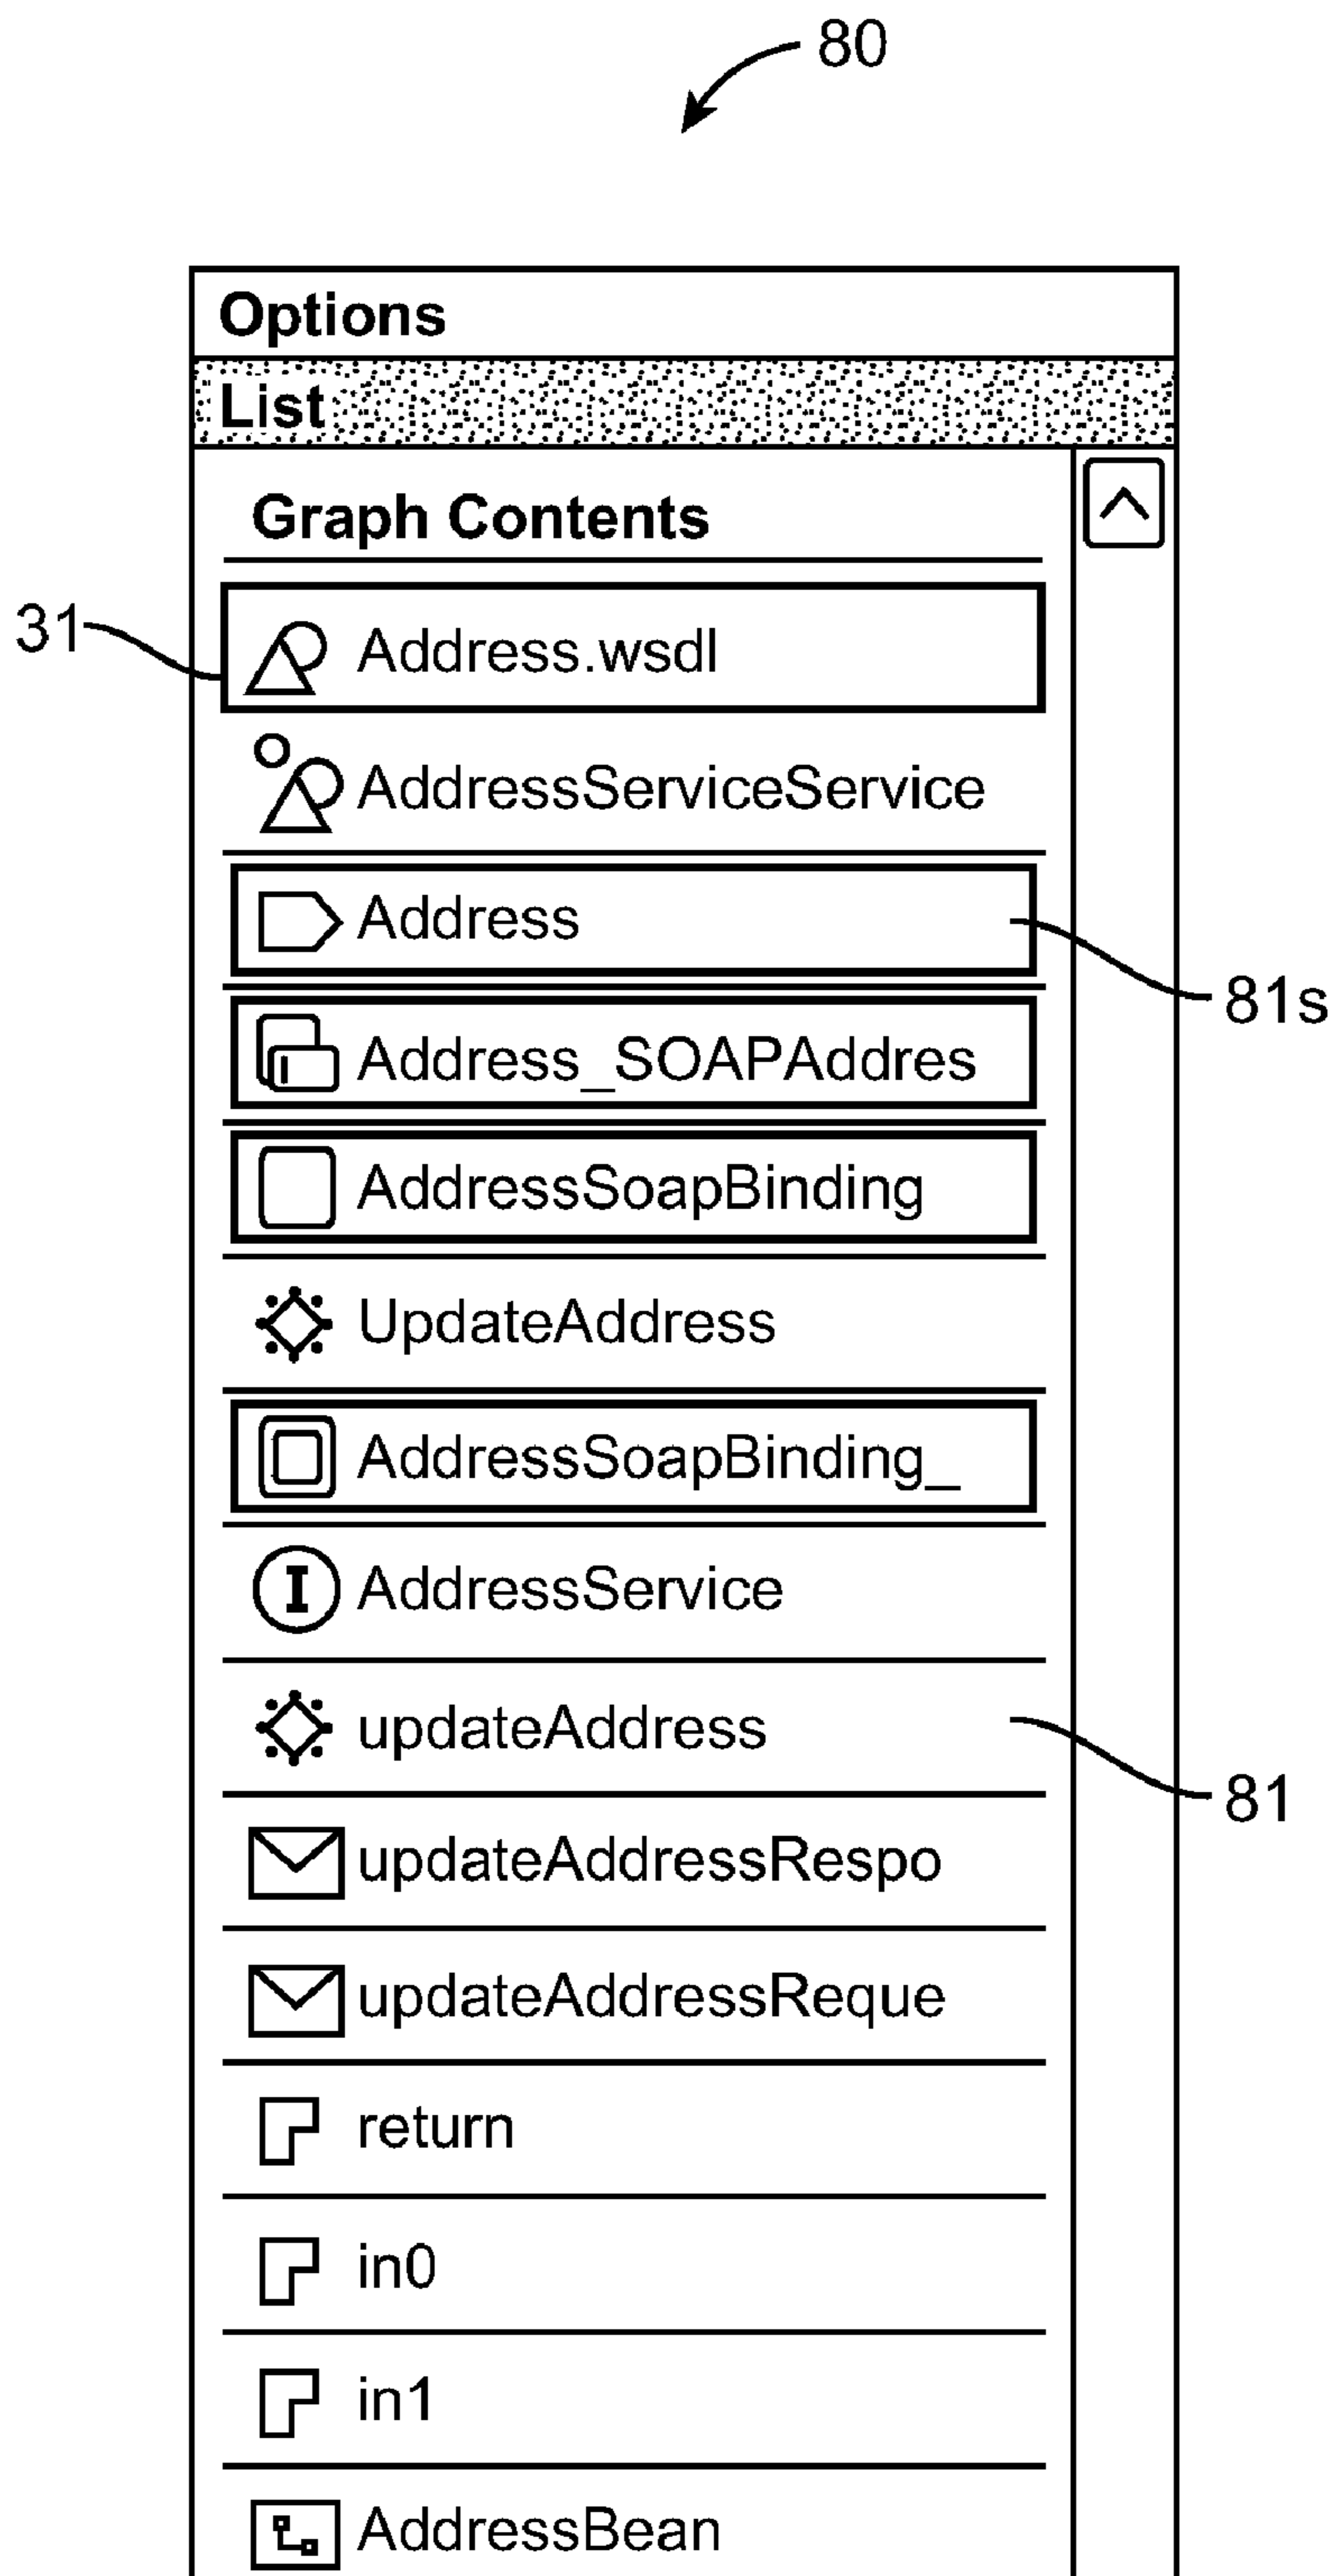 80
Options
List
Graph Contents
31
Address.wsdl
AddressServiceService
Address
81s
Address_SOAPAddres
AddressSoapBinding
UpdateAddress
AddressSoapBinding_
AddressService
updateAddress
81
updateAddressRespo
updateAddressReque
return
in0
in1
AddressBean